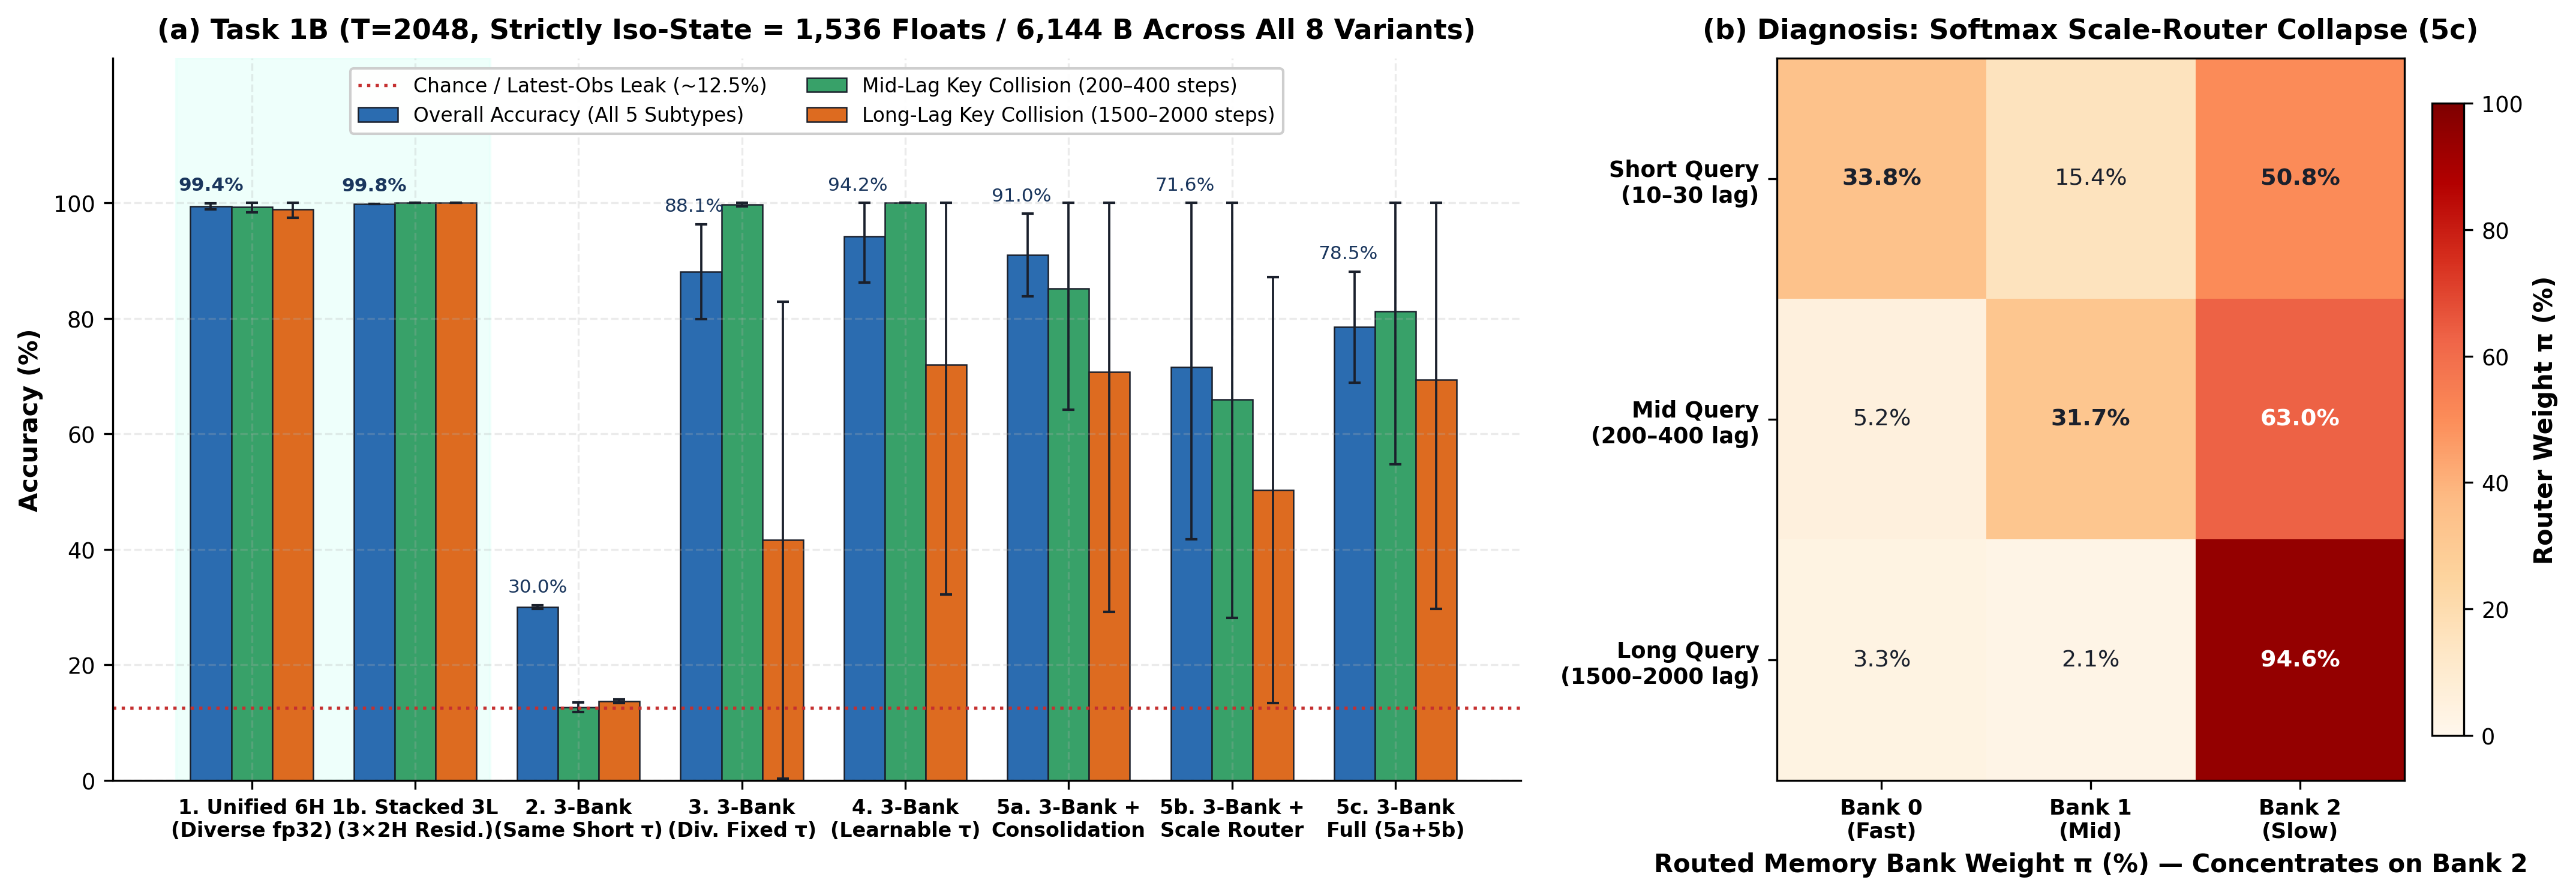 (a) Task 1B (T=2048, Strictly Iso-State = 1,536 Floats / 6,144 B Across All 8 Variants)
Chance / Latest-Obs Leak (~12.5%)
Overall Accuracy (All 5 Subtypes)
Mid-Lag Key Collision (200–400 steps)
Long-Lag Key Collision (1500–2000 steps)
Accuracy (%)
100
80
60
40
20
0
99.4%
99.8%
30.0%
88.1%
94.2%
91.0%
71.6%
78.5%
1. Unified 6H
(Diverse fp32)
1b. Stacked 3L
(3×2H Resid.)
2. 3-Bank
(Same Short τ)
3. 3-Bank
(Div. Fixed τ)
4. 3-Bank
(Learnable τ)
5a. 3-Bank +
Consolidation
5b. 3-Bank +
Scale Router
5c. 3-Bank
Full (5a+5b)
(b) Diagnosis: Softmax Scale-Router Collapse (5c)
Short Query
(10–30 lag)
33.8%
15.4%
50.8%
Mid Query
(200–400 lag)
5.2%
31.7%
63.0%
Long Query
(1500–2000 lag)
3.3%
2.1%
94.6%
Bank 0
(Fast)
Bank 1
(Mid)
Bank 2
(Slow)
Routed Memory Bank Weight π (%) — Concentrates on Bank 2
100
80
60
40
20
0
Router Weight π (%)